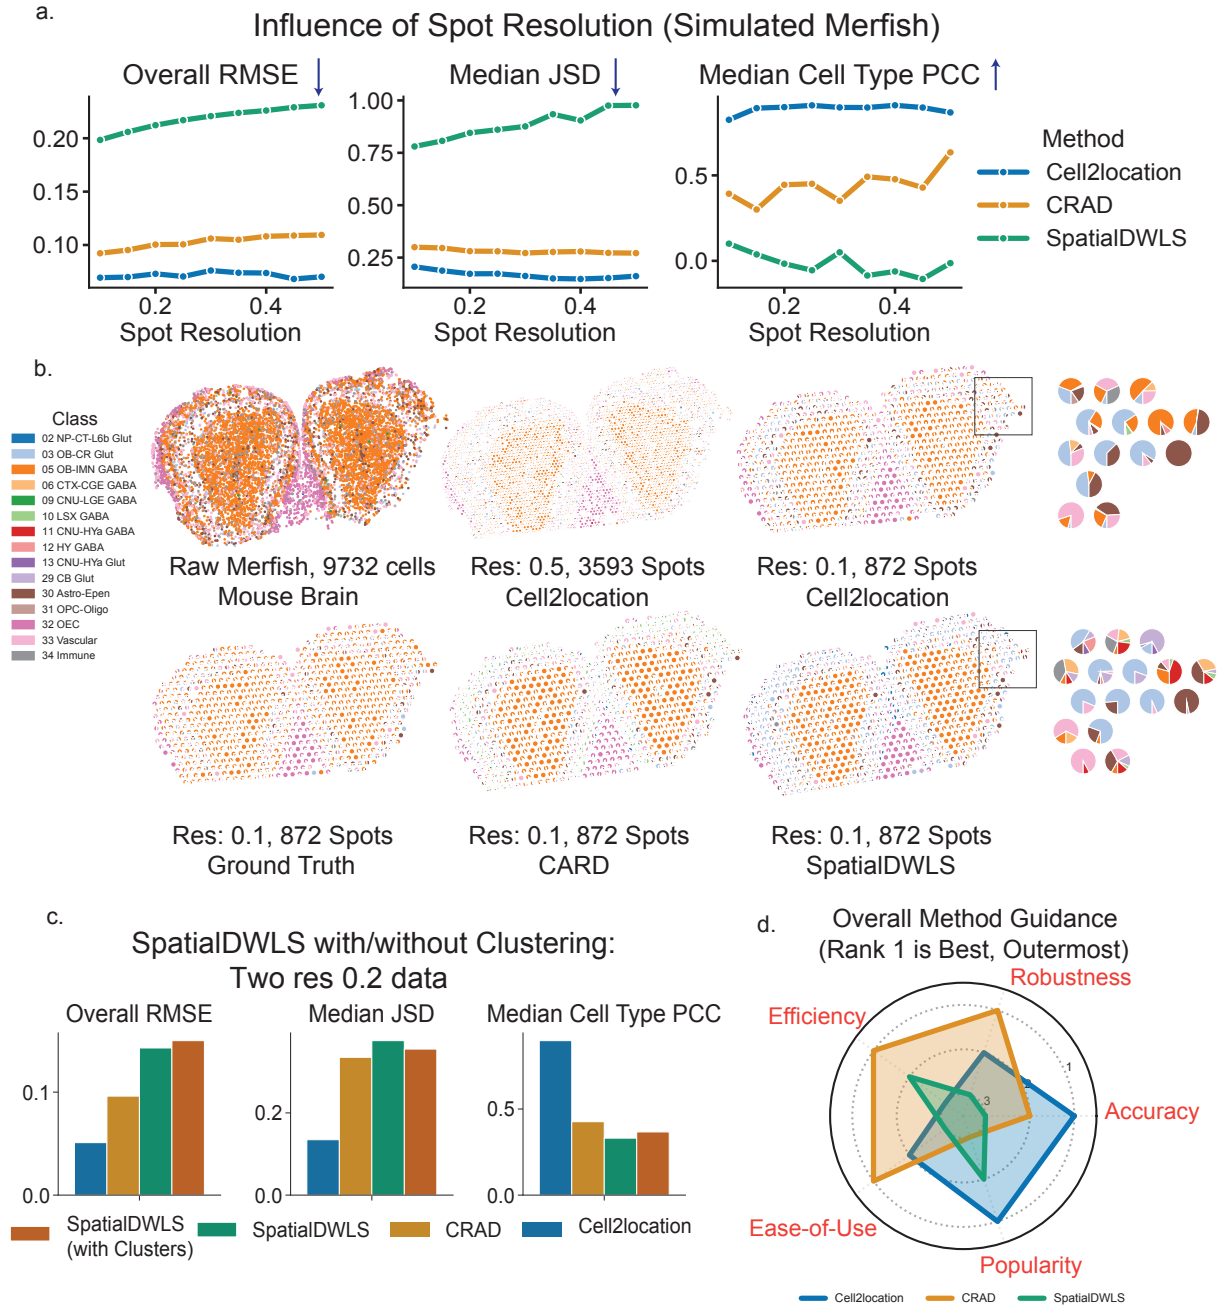 a.
Influence of Spot Resolution (Simulated Merfish)
Overall RMSE
Median JSD
Median Cell Type PCC
0.20
0.15
0.10
0.2
0.4
Spot Resolution
1.00
0.75
0.50
0.25
0.2
0.4
Spot Resolution
0.5
0.0
0.2
0.4
Spot Resolution
Method
Cell2location
CRAD
SpatialDWLS
b.
Class
02 NP-CT-L6b Glut
03 OB-CR Glut
05 OB-IMN GABA
06 CTX-CGE GABA
09 CNU-LGE GABA
10 LSX GABA
11 CNU-HYa GABA
12 HY GABA
13 CNU-HYa Glut
29 CB Glut
30 Astro-Epen
31 OPC-Oligo
32 OEC
33 Vascular
34 Immune
Raw Merfish, 9732 cells
Mouse Brain
Res: 0.5, 3593 Spots
Cell2location
Res: 0.1, 872 Spots
Cell2location
Res: 0.1, 872 Spots
Ground Truth
Res: 0.1, 872 Spots
CARD
Res: 0.1, 872 Spots
SpatialDWLS
c.
SpatialDWLS with/without Clustering:
Two res 0.2 data
Overall RMSE
Median JSD
Median Cell Type PCC
0.1
0.0
0.2
0.0
0.5
0.0
SpatialDWLS
(with Clusters)
SpatialDWLS
CRAD
Cell2location
d.
Overall Method Guidance
(Rank 1 is Best, Outermost)
Robustness
Efficiency
1
2
3
Accuracy
Ease-of-Use
Popularity
Cell2location
CRAD
SpatialDWLS